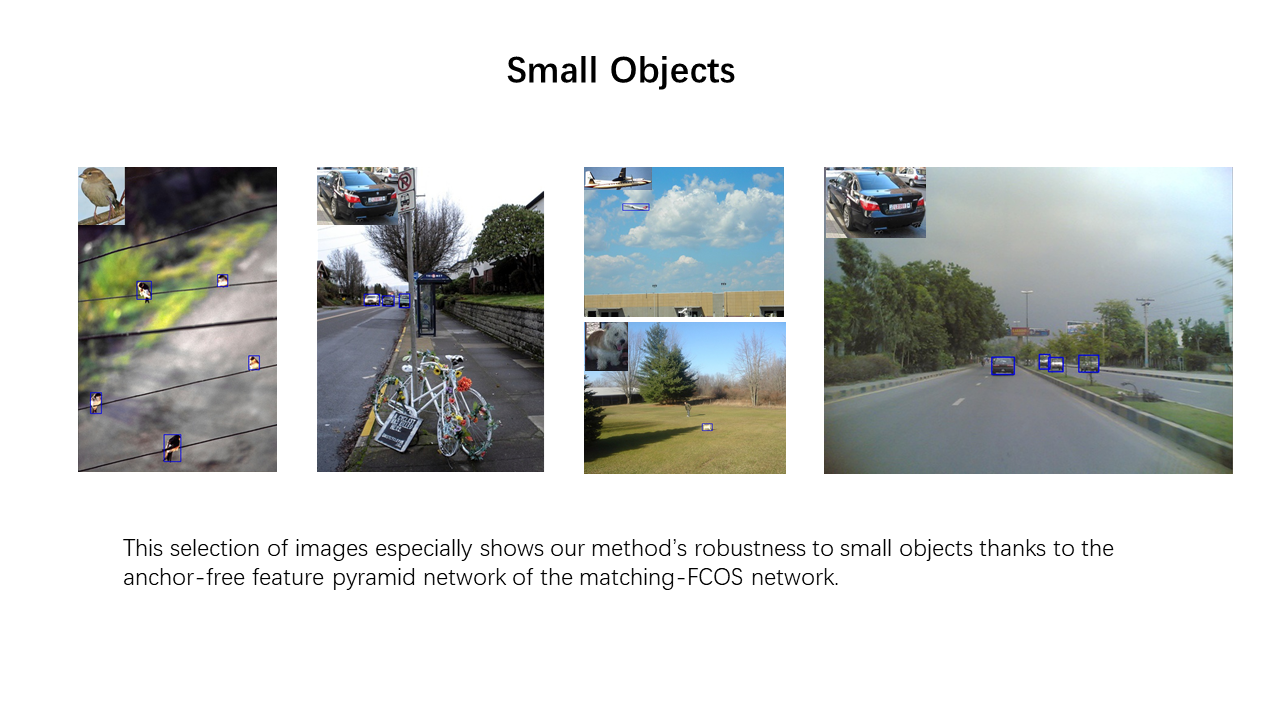 Small Objects
This selection of images especially shows our method’s robustness to small objects thanks to the
anchor-free feature pyramid network of the matching-FCOS network.